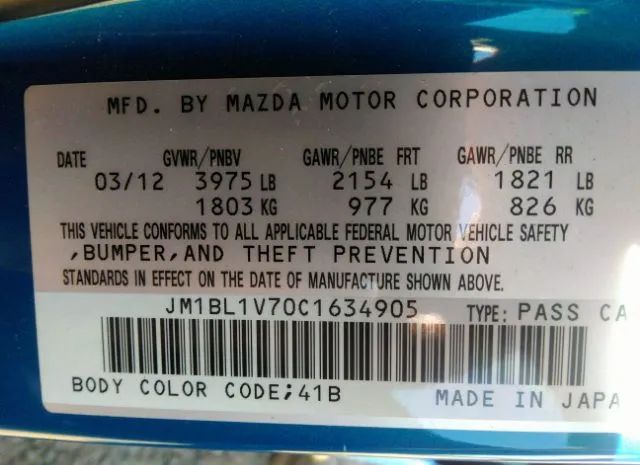 MFD. BY MAZDA MOTOR CORPORATION
DATE GVWR/PNBV GAWR/PNBE FRT GAWR/PNBE RR
03/12 3975 LB 2154 LB 1821 LB
1803 KG 977 KG 826 KG
THIS VEHICLE CONFORMS TO ALL APPLICABLE FEDERAL MOTOR VEHICLE SAFETY
,BUMPER,AND THEFT PREVENTION
STANDARDS IN EFFECT ON THE DATE OF MANUFACTURE SHOWN ABOVE.
JM1BL1V70C1634905 TYPE: PASS CA
BODY COLOR CODE;41B MADE IN JAPA